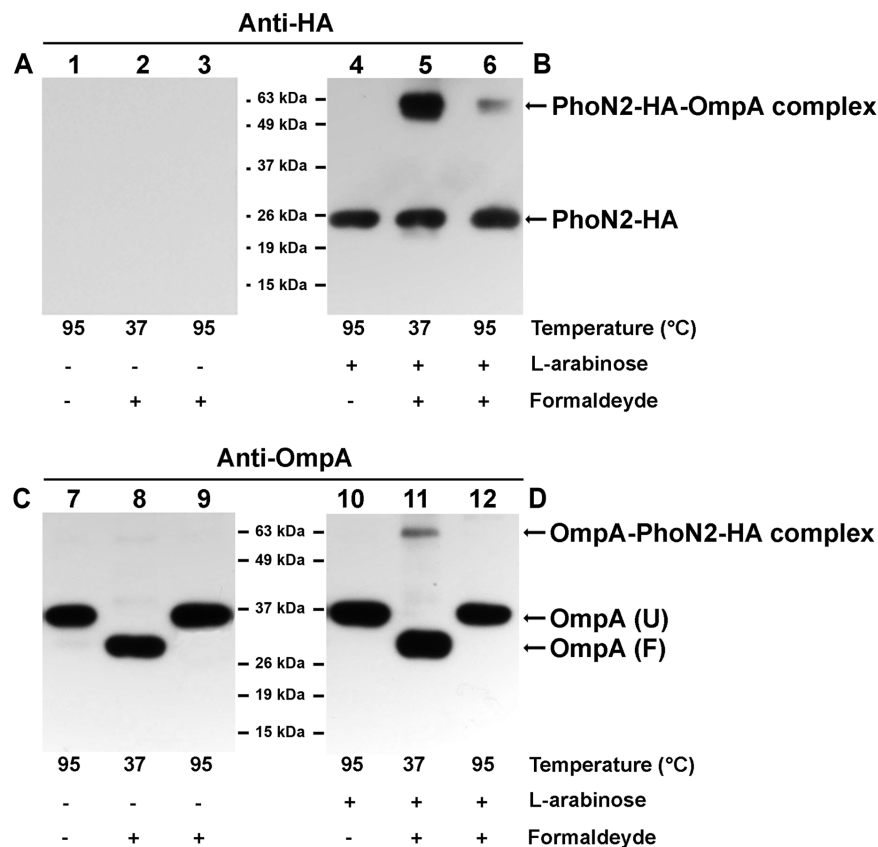 Anti-HA
A 1 2 3 4 5 6 B
- 63 kDa - PhoN2-HA-OmpA complex
- 49 kDa -
- 37 kDa -
- 26 kDa - PhoN2-HA
- 19 kDa -
- 15 kDa -
95 37 95 95 37 95 Temperature (°C)
- - - + + + L-arabinose
- + + - + + Formaldeyde
Anti-OmpA
C 7 8 9 10 11 12 D
- 63 kDa - OmpA-PhoN2-HA complex
- 49 kDa -
- 37 kDa - OmpA (U)
OmpA (F)
- 26 kDa -
- 19 kDa -
- 15 kDa -
95 37 95 95 37 95 Temperature (°C)
- - - + + + L-arabinose
- + + - + + Formaldeyde